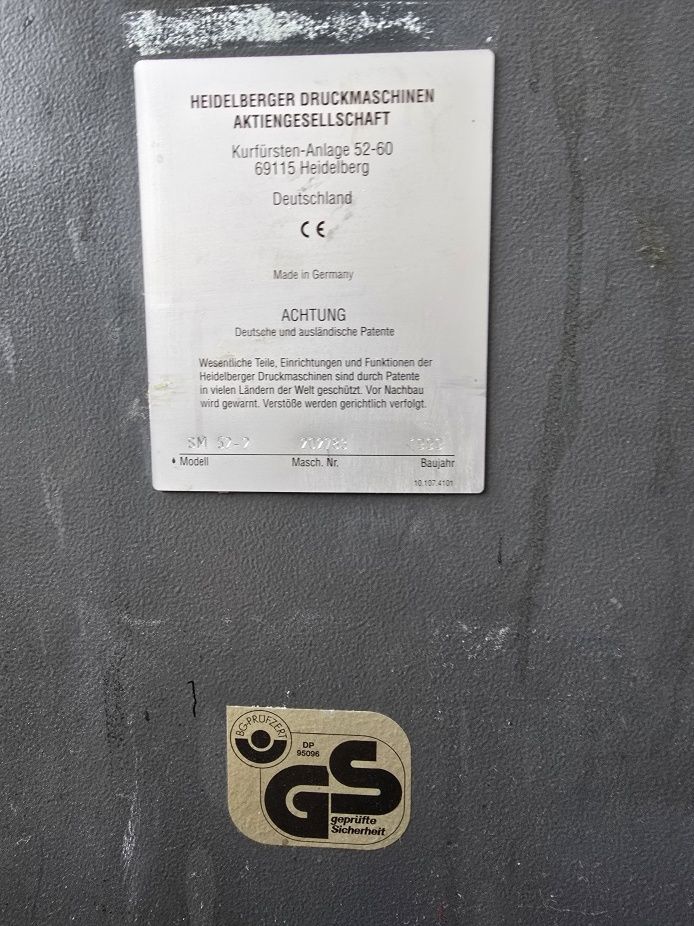 HEIDELBERGER DRUCKMASCHINEN
AKTIENGESELLSCHAFT
Kurfürsten-Anlage 52-60
69115 Heidelberg
Deutschland
CE
Made in Germany
ACHTUNG
Deutsche und ausländische Patente
Wesentliche Teile, Einrichtungen und Funktionen der
Heidelberger Druckmaschinen sind durch Patente
in vielen Ländern der Welt geschützt. Vor Nachbau
wird gewarnt. Verstöße werden gerichtlich verfolgt.
SM 52-2
Modell Masch. Nr. Baujahr
10.107.4101
BG-PRÜFZERT
DP
95096
GS
geprüfte
Sicherheit